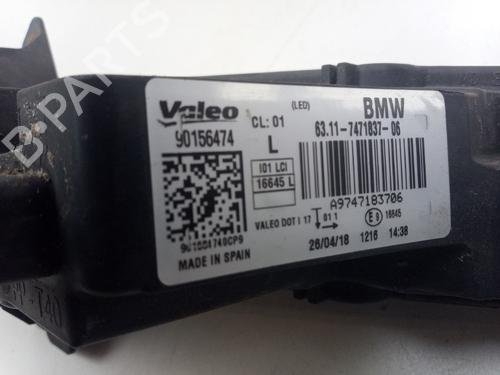 Valeo
CL: 01
(LED)
BMW
90156474
L
63.11-7471837-06
I01 LCI
16645 L
A9747183706
VALEO DOT I 17
E9 16645
MADE IN SPAIN
26/04/18 1216 14:38
B-PARTS